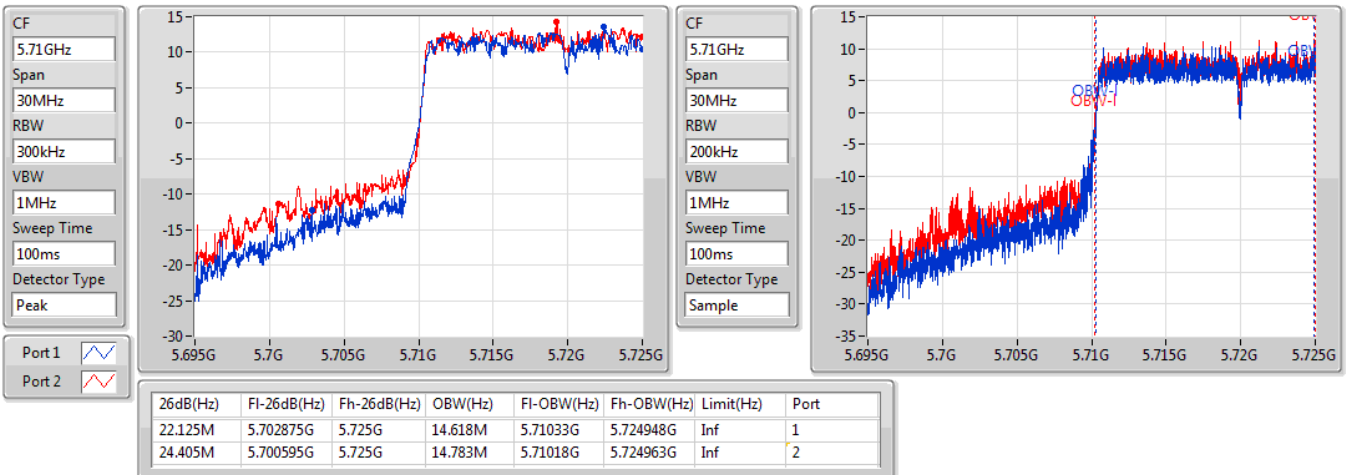 CF
5.71GHz
Span
30MHz
RBW
300kHz
VBW
1MHz
Sweep Time
100ms
Detector Type
Peak
Port 1
Port 2
15
10
5
0
-5
-10
-15
-20
-25
-30
5.695G 5.7G 5.705G 5.71G 5.715G 5.72G 5.725G
CF
5.71GHz
Span
30MHz
RBW
200kHz
VBW
1MHz
Sweep Time
100ms
Detector Type
Sample
15
10
5
0
-5
-10
-15
-20
-25
-30
-35
OBW-l
OBW-l
5.695G 5.7G 5.705G 5.71G 5.715G 5.72G 5.725G
26dB(Hz) Fl-26dB(Hz) Fh-26dB(Hz) OBW(Hz) Fl-OBW(Hz) Fh-OBW(Hz) Limit(Hz) Port
22.125M 5.702875G 5.725G 14.618M 5.71033G 5.724948G Inf 1
24.405M 5.700595G 5.725G 14.783M 5.71018G 5.724963G Inf 2